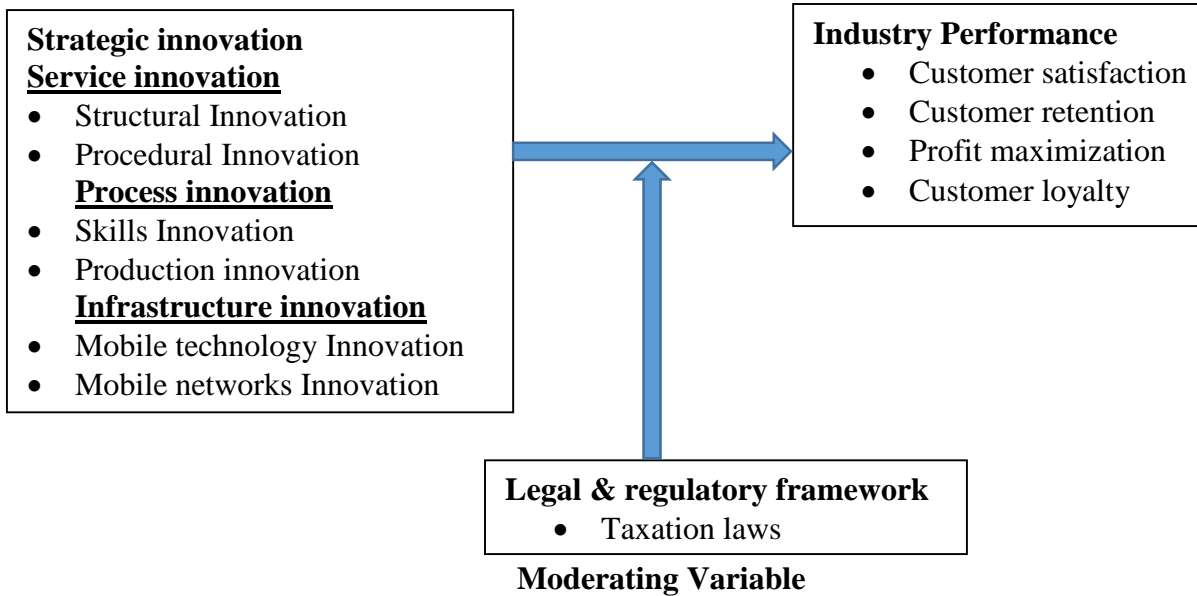 Strategic innovation
Service innovation
• Structural Innovation
• Procedural Innovation
Process innovation
• Skills Innovation
• Production innovation
Infrastructure innovation
• Mobile technology Innovation
• Mobile networks Innovation
Industry Performance
• Customer satisfaction
• Customer retention
• Profit maximization
• Customer loyalty
Legal & regulatory framework
• Taxation laws
Moderating Variable